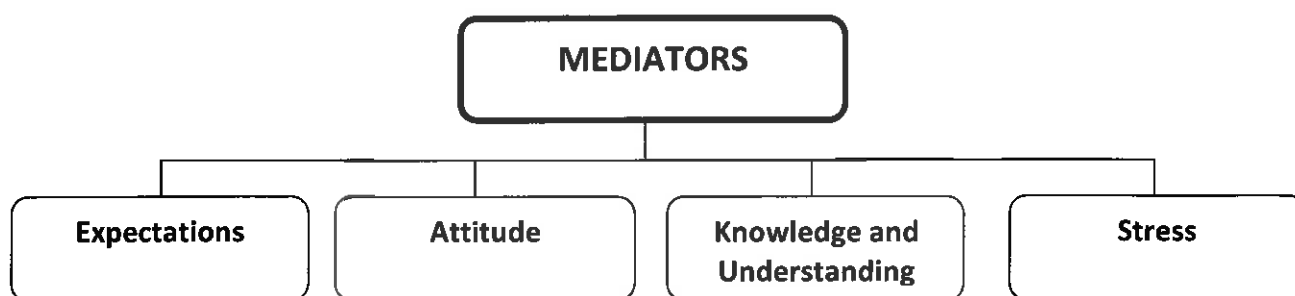 MEDIATORS
Expectations
Attitude
Knowledge and
Understanding
Stress